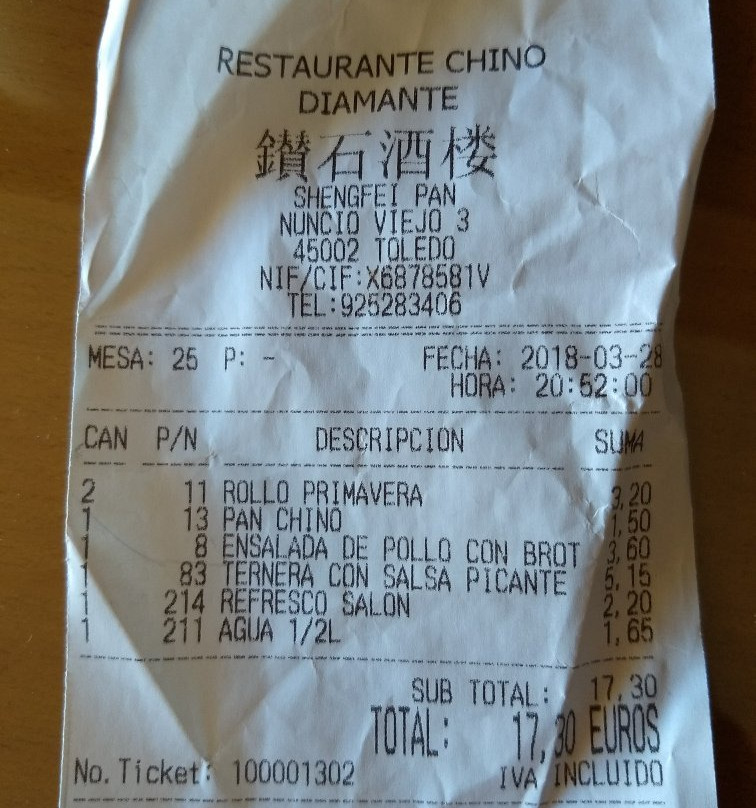 RESTAURANTE CHINO
DIAMANTE
鑽石酒楼
SHENGFEI PAN
NUNCIO VIEJO 3
45002 TOLEDO
NIF/CIF:X6878581V
TEL:925283406
MESA: 25 P: - FECHA: 2018-03-28
HORA: 20:52:00
CAN P/N DESCRIPCION SUMA
2 11 ROLLO PRIMAVERA 3,20
1 13 PAN CHINO 1,50
1 8 ENSALADA DE POLLO CON BROT 3,60
1 83 TERNERA CON SALSA PICANTE 5,15
1 214 REFRESCO SALON 2,20
1 211 AGUA 1/2L 1,65
SUB TOTAL: 17,30
TOTAL: 17,30 EUROS
No. Ticket: 100001302 IVA INCLUIDO